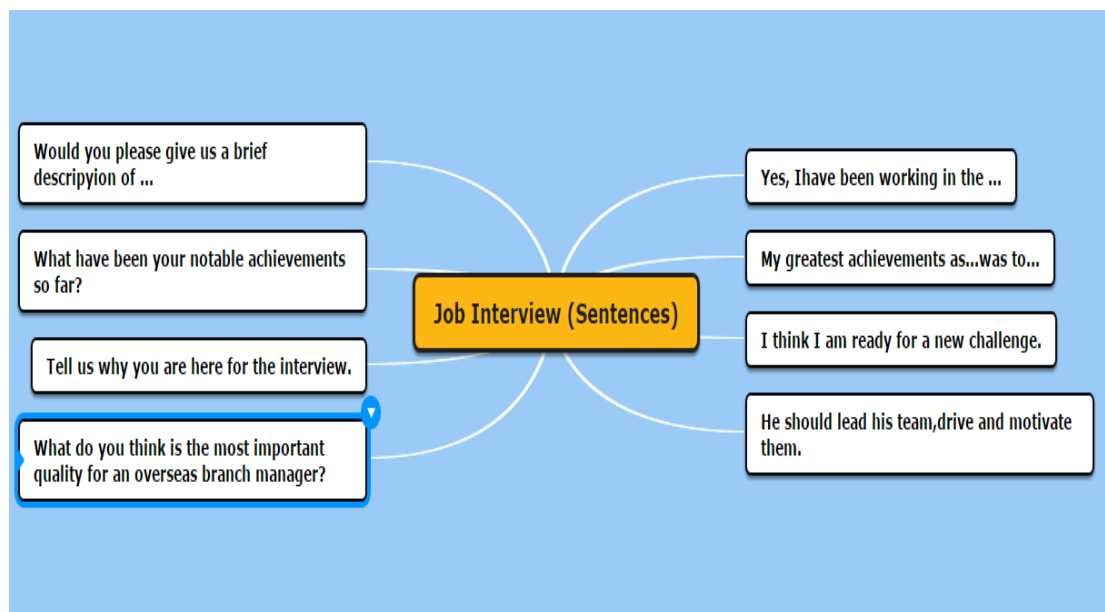 Would you please give us a brief
descripyion of ...
What have been your notable achievements
so far?
Tell us why you are here for the interview.
What do you think is the most important
quality for an overseas branch manager?
Job Interview (Sentences)
Yes, Ihave been working in the ...
My greatest achievements as...was to...
I think I am ready for a new challenge.
He should lead his team,drive and motivate
them.